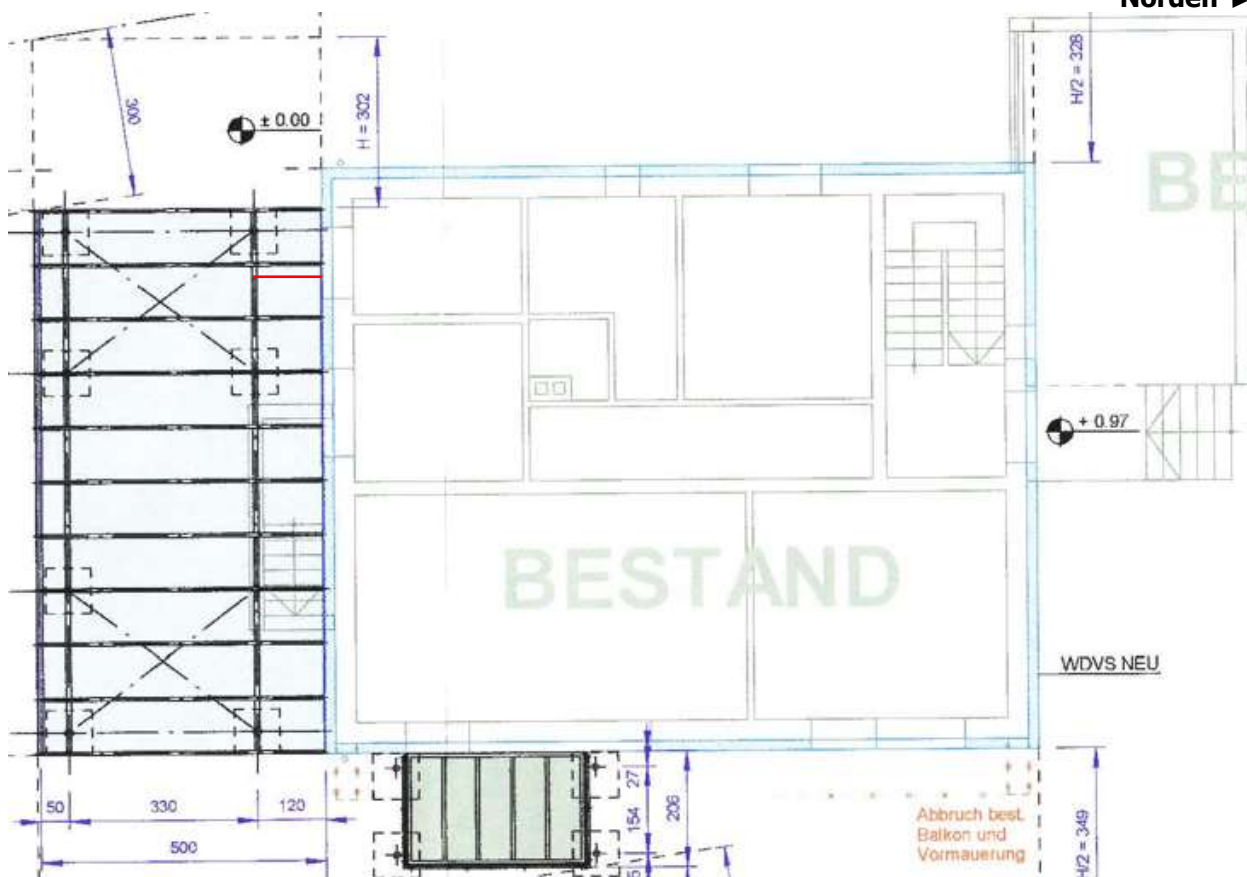 Norden ►
300
± 0.00
H = 302
H/2 = 328
BE
+ 0.97
BESTAND
WDVS NEU
50
330
120
500
27
154
206
Abbruch best.
Balkon und
Vormauerung
H/2 = 349